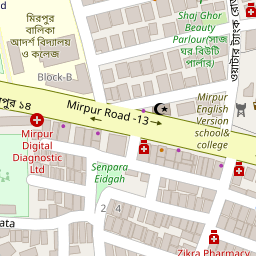 মিরপুর
বালিকা
আদর্শ বিদ্যালয়
ও কলেজ
Block-B
Shaj Ghor
Beauty
Parlour(সাজ
ঘর বিউটি
পার্লার)
Mirpur Road -13
১৪
Mirpur
English
Version
school&
college
Mirpur
Digital
Diagnostic
Ltd
Senpara
Eidgah
2 4
Zikra Pharmacy